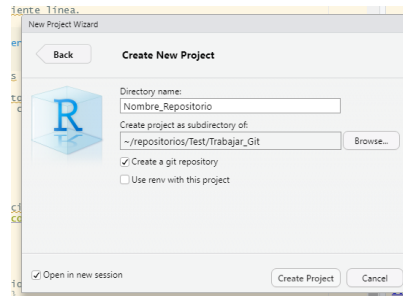 iente linea.
New Project Wizard
Back
Create New Project
Directory name:
Nombre_Repositorio
Create project as subdirectory of:
~/repositorios/Test/Trabajar_Git
Browse...
Create a git repository
Use renv with this project
R
Open in new session
Create Project
Cancel